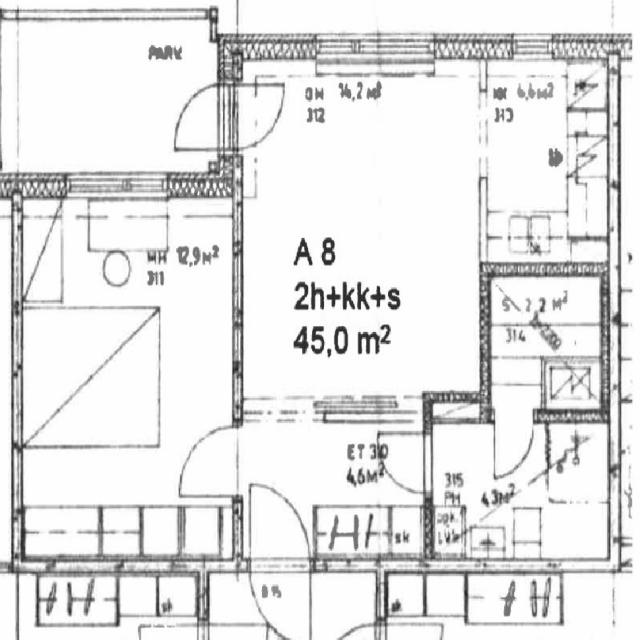 PARV
OH 14,2 M²
312
KK 6,6 M²
313
MH 12,9 M²
311
A 8
2h+kk+s
45,0 m²
S 2,2 M²
314
ET 310
4,6 M²
315
PH 4,3 M²
sk
sk
sk